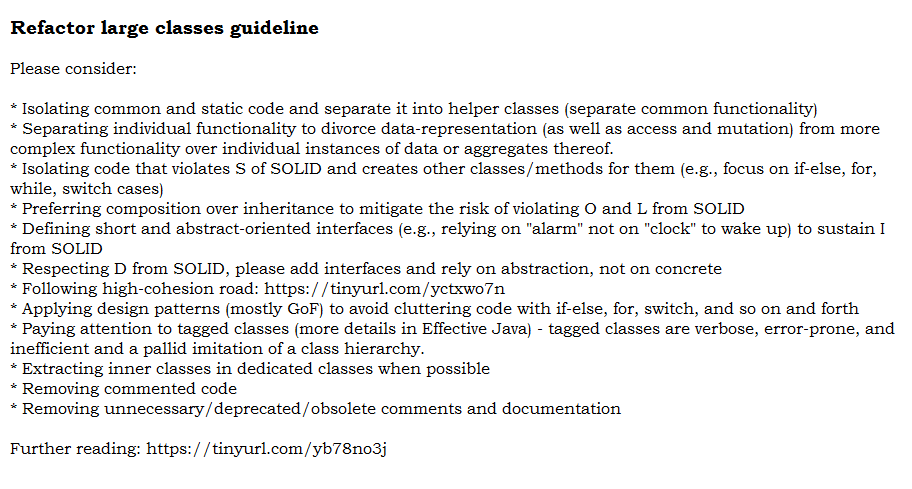 Refactor large classes guideline
Please consider:
* Isolating common and static code and separate it into helper classes (separate common functionality)
* Separating individual functionality to divorce data-representation (as well as access and mutation) from more
complex functionality over individual instances of data or aggregates thereof.
* Isolating code that violates S of SOLID and creates other classes/methods for them (e.g., focus on if-else, for,
while, switch cases)
* Preferring composition over inheritance to mitigate the risk of violating O and L from SOLID
* Defining short and abstract-oriented interfaces (e.g., relying on "alarm" not on "clock" to wake up) to sustain I
from SOLID
* Respecting D from SOLID, please add interfaces and rely on abstraction, not on concrete
* Following high-cohesion road: https://tinyurl.com/yctxwo7n
* Applying design patterns (mostly GoF) to avoid cluttering code with if-else, for, switch, and so on and forth
* Paying attention to tagged classes (more details in Effective Java) - tagged classes are verbose, error-prone, and
inefficient and a pallid imitation of a class hierarchy.
* Extracting inner classes in dedicated classes when possible
* Removing commented code
* Removing unnecessary/deprecated/obsolete comments and documentation
Further reading: https://tinyurl.com/yb78no3j